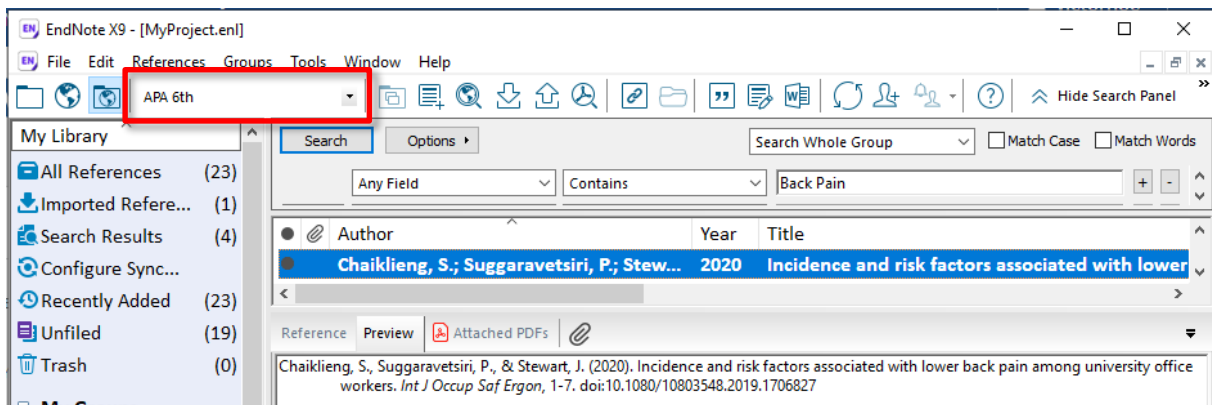 EndNote X9 - [MyProject.enl]
File Edit References Groups Tools Window Help
APA 6th
Hide Search Panel
My Library
Search Options
Search Whole Group Match Case Match Words
All References (23)
Any Field Contains Back Pain + -
Imported Refere... (1)
Search Results (4)
Author Year Title
Configure Sync...
Chaiklieng, S.; Suggaravetsiri, P.; Stew... 2020 Incidence and risk factors associated with lower
Recently Added (23)
Unfiled (19)
Reference Preview Attached PDFs
Trash (0)
Chaiklieng, S., Suggaravetsiri, P., & Stewart, J. (2020). Incidence and risk factors associated with lower back pain among university office
workers. Int J Occup Saf Ergon, 1-7. doi:10.1080/10803548.2019.1706827